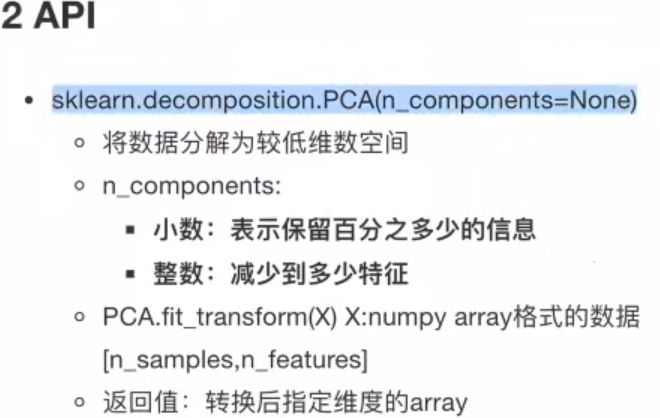 2 API
sklearn.decomposition.PCA(n_components=None)
将数据分解为较低维数空间
n_components:
小数：表示保留百分之多少的信息
整数：减少到多少特征
PCA.fit_transform(X) X:numpy array格式的数据
[n_samples,n_features]
返回值：转换后指定维度的array